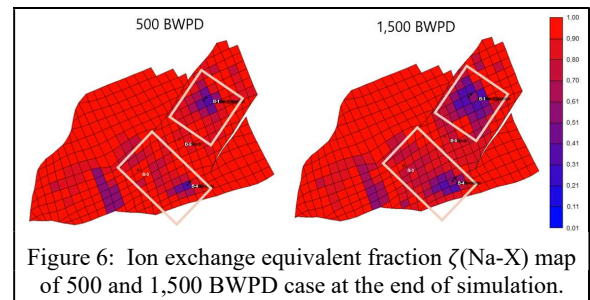 500 BWPD
1,500 BWPD
1,00
0,90
0,80
0,70
0,60
0,51
0,41
0,31
0,21
0,11
0,01
Figure 6: Ion exchange equivalent fraction ζ(Na-X) map
of 500 and 1,500 BWPD case at the end of simulation.